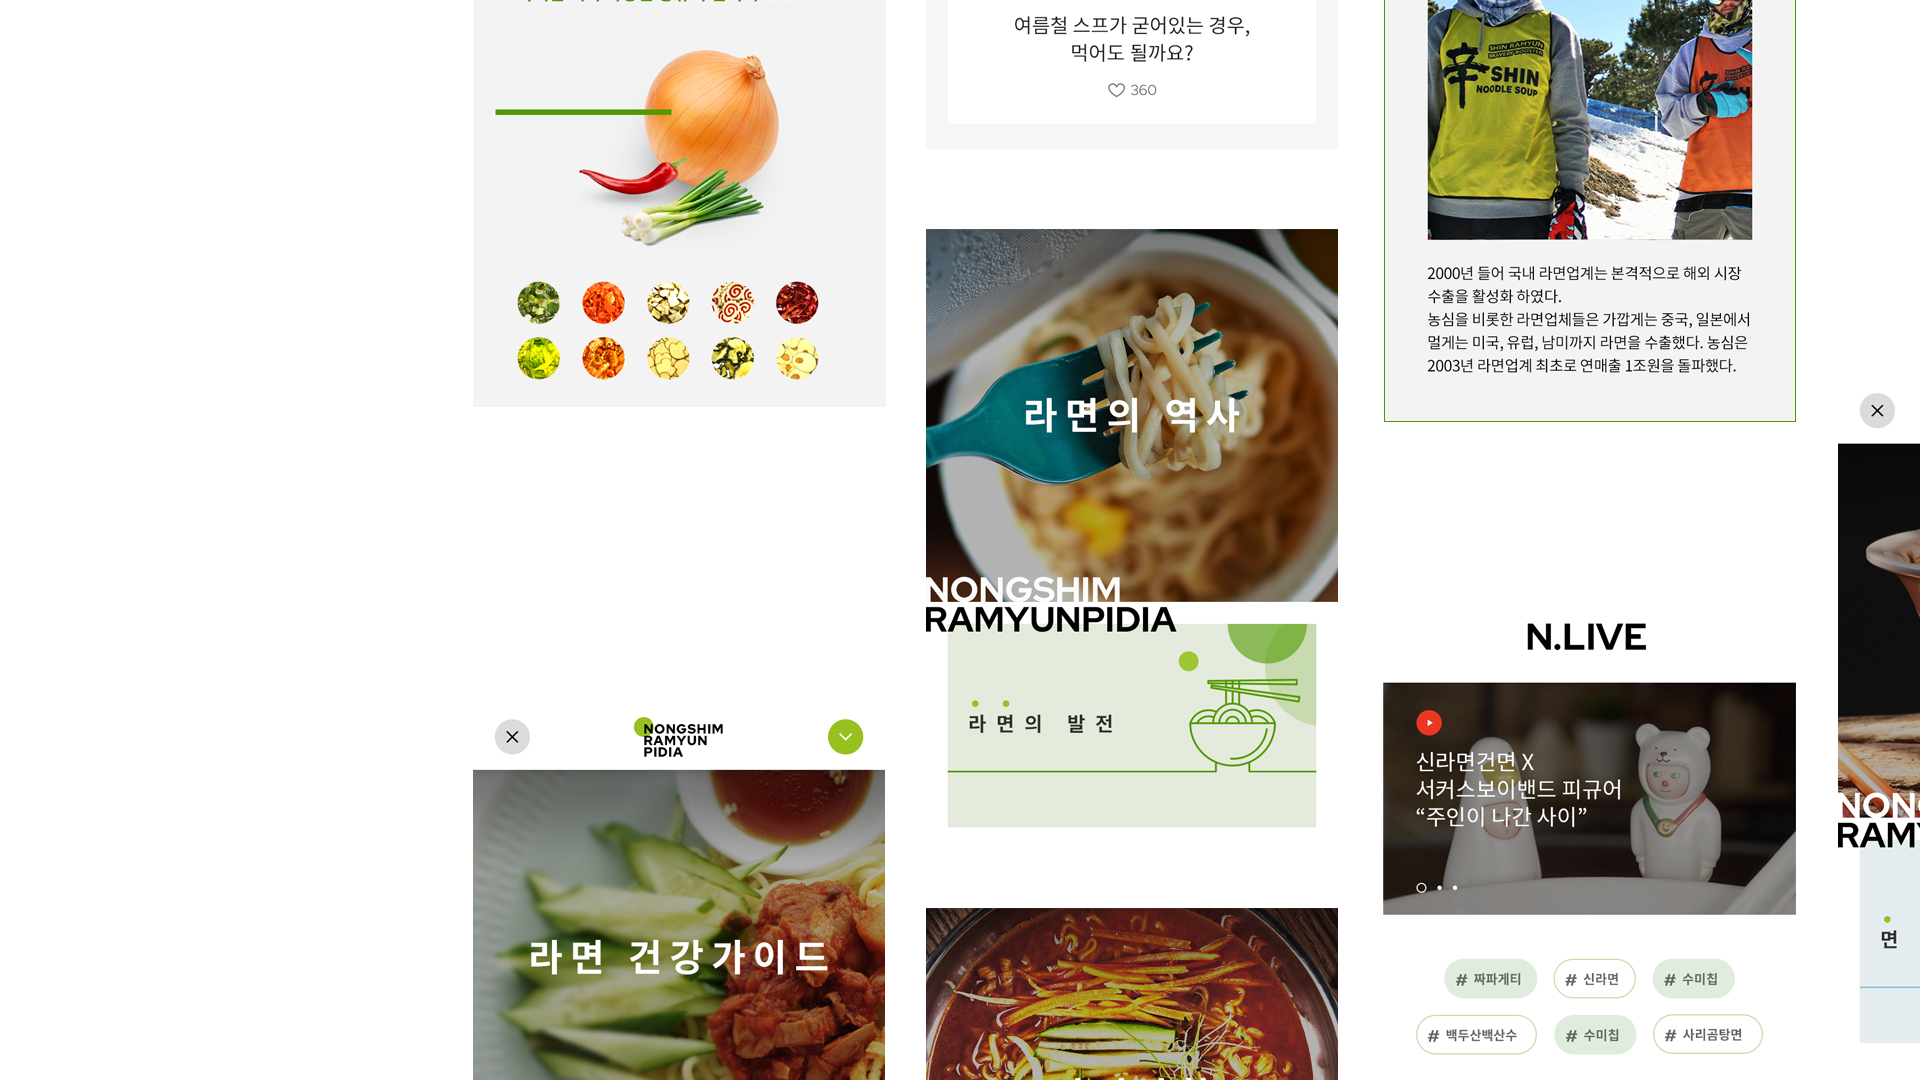 여름철 스프가 굳어있는 경우,
먹어도 될까요?
360
라면의 역사
NONGSHIM
RAMYUNPIDIA
라면의 발전
NONGSHIM
RAMYUN
PIDIA
라면 건강가이드
SHIN RAMYUN
辛 SHIN
NOODLE SOUP
2000년 들어 국내 라면업계는 본격적으로 해외 시장
수출을 활성화 하였다.
농심을 비롯한 라면업체들은 가깝게는 중국, 일본에서
멀게는 미국, 유럽, 남미까지 라면을 수출했다. 농심은
2003년 라면업계 최초로 연매출 1조원을 돌파했다.
N.LIVE
신라면건면 X
서커스보이밴드 피규어
“주인이 나간 사이”
# 짜파게티
# 신라면
# 수미칩
# 백두산백산수
# 수미칩
# 사리곰탕면
NON
RAMY
면